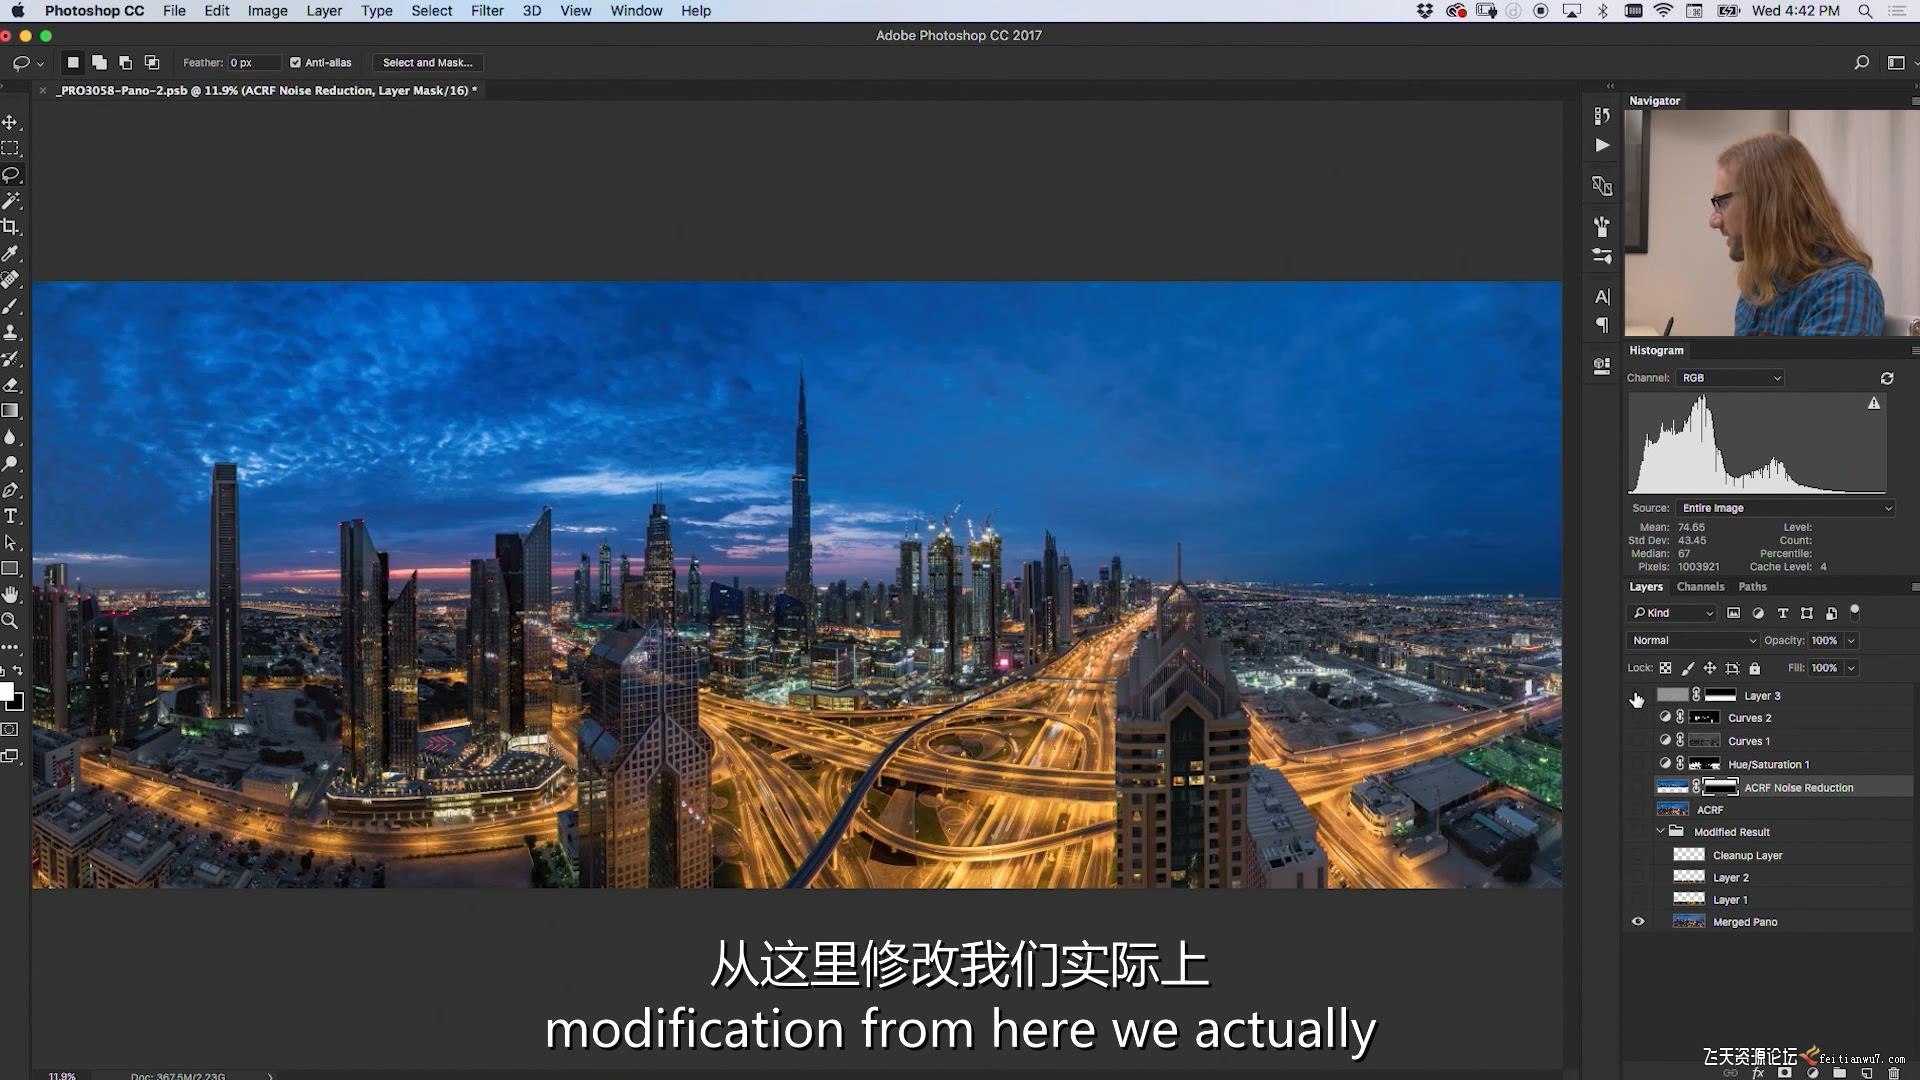 Photoshop CC File Edit Image Layer Type Select Filter 3D View Window Help Wed 4:42 PM
Adobe Photoshop CC 2017
Feather: 0 px Anti-alias Select and Mask...
_PRO3058-Pano-2.psb @ 11.9% (ACRF Noise Reduction, Layer Mask/16) *
Navigator
Histogram
Channel: RGB
Source: Entire Image
Mean: 74.65 Level:
Std Dev: 43.45 Count:
Median: 67 Percentile:
Pixels: 1003921 Cache Level: 4
Layers Channels Paths
Kind
Normal Opacity: 100%
Lock: Fill: 100%
Layer 3
Curves 2
Curves 1
Hue/Saturation 1
ACRF Noise Reduction
ACRF
Modified Result
Cleanup Layer
Layer 2
Layer 1
Merged Pano
从这里修改我们实际上
modification from here we actually
飞天资源论坛 feitianwu7.com
11.9% Doc: 367.5M/2.23G